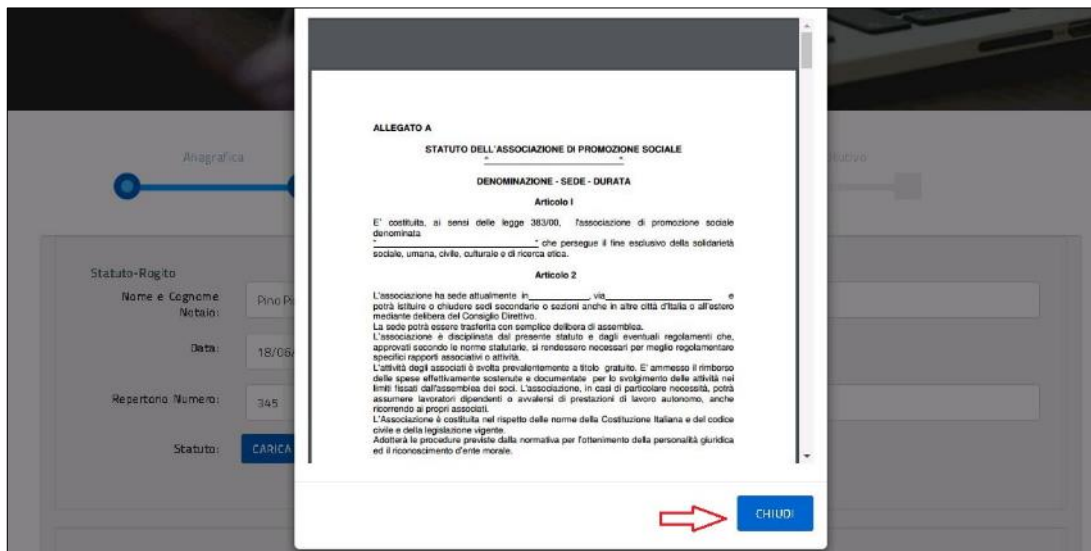 ALLEGATO A
STATUTO DELL'ASSOCIAZIONE DI PROMOZIONE SOCIALE
"____________________".
DENOMINAZIONE - SEDE - DURATA
Articolo I
E' costituita, ai sensi delle legge 383/00, l'associazione di promozione sociale
denominata
"____________________" che persegue il fine esclusivo della solidarietà
sociale, umana, civile, culturale e di ricerca etica.
Articolo 2
L'associazione ha sede attualmente in____________, via____________________ e
potrà istituire o chiudere sedi secondarie o sezioni anche in altre città d'Italia o all'estero
mediante delibera del Consiglio Direttivo.
La sede potrà essere trasferita con semplice delibera di assemblea.
L'associazione è disciplinata dal presente statuto e dagli eventuali regolamenti che,
approvati secondo le norme statutarie, si rendessero necessari per meglio regolamentare
specifici rapporti associativi o attività.
L'attività degli associati è svolta prevalentemente a titolo gratuito. E' ammesso il rimborso
delle spese effettivamente sostenute e documentate per lo svolgimento delle attività nei
limiti fissati dall'assemblea dei soci. L'associazione, in casi di particolare necessità, potrà
assumere lavoratori dipendenti o avvalersi di prestazioni di lavoro autonomo, anche
ricorrendo ai propri associati.
L'Associazione è costituita nel rispetto delle norme della Costituzione Italiana e del codice
civile e della legislazione vigente.
Adotterà le procedure previste dalla normativa per l'ottenimento della personalità giuridica
ed il riconoscimento d'ente morale.
CHIUDI
Anagrafica
Statuto-Rogito
Nome e Cognome
Notaio:
Pino
Data:
18/06/
Repertorio Numero:
345
Statuto:
CARICA